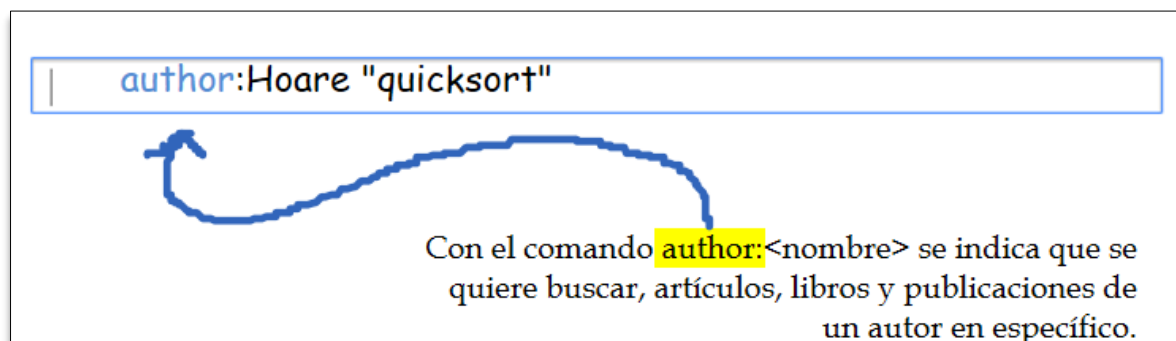 author:Hoare "quicksort"
Con el comando author:<nombre> se indica que se
quiere buscar, artículos, libros y publicaciones de
un autor en específico.